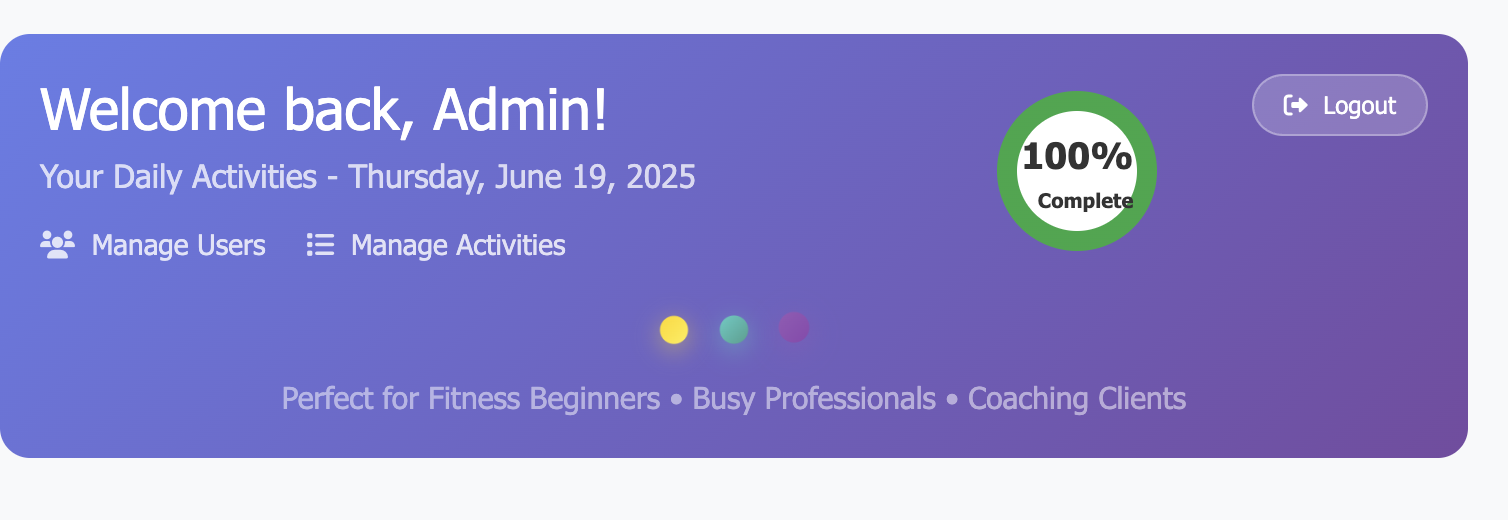 Welcome back, Admin!
Your Daily Activities - Thursday, June 19, 2025
Manage Users
Manage Activities
100%
Complete
Logout
Perfect for Fitness Beginners • Busy Professionals • Coaching Clients